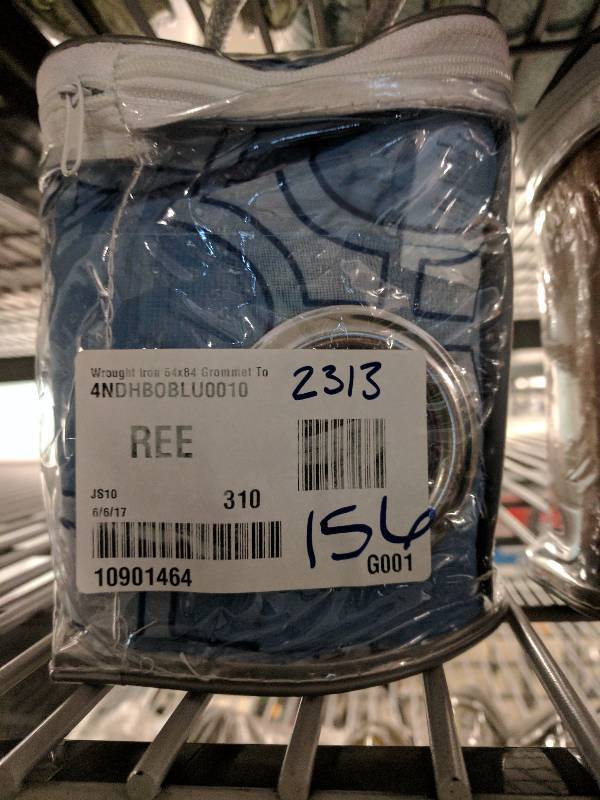 Wrought Iron 54x84 Grommet To
4NDHBOBLU0010
2313
REE
JS10
310
6/6/17
156
G001
10901464